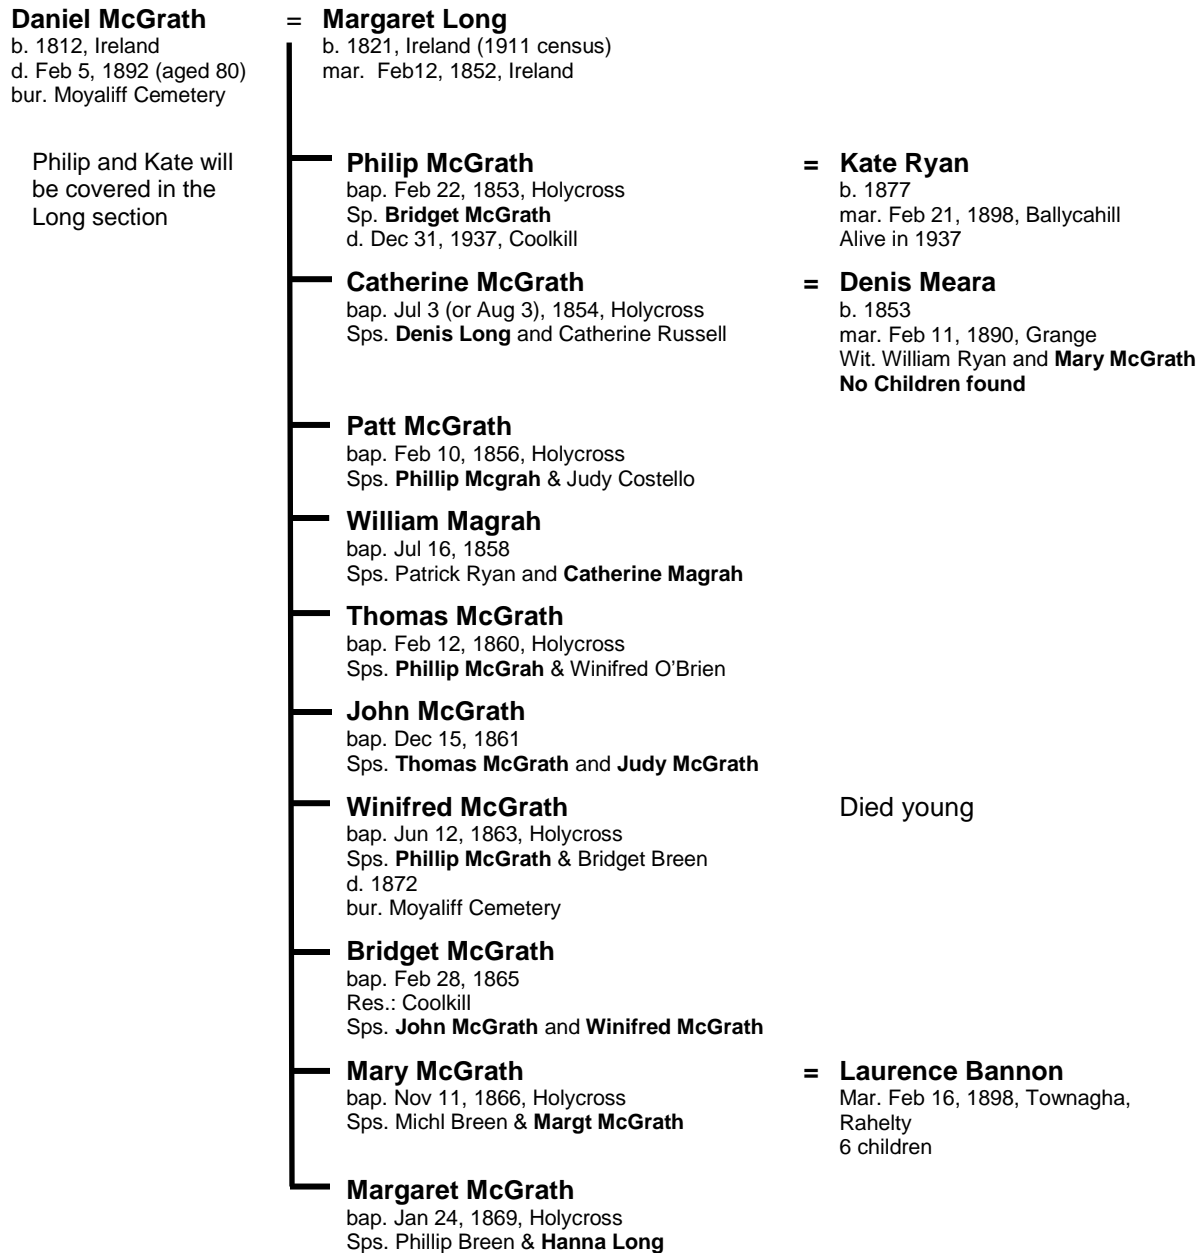 Daniel McGrath = Margaret Long
b. 1812, Ireland
b. 1821, Ireland (1911 census)
d. Feb 5, 1892 (aged 80)
mar.  Feb12, 1852, Ireland
bur. Moyaliff Cemetery
Philip and Kate will
be covered in the
Long section
Philip McGrath = Kate Ryan
bap. Feb 22, 1853, Holycross
Sp. Bridget McGrath
d. Dec 31, 1937, Coolkill
b. 1877
mar. Feb 21, 1898, Ballycahill
Alive in 1937
Catherine McGrath = Denis Meara
bap. Jul 3 (or Aug 3), 1854, Holycross
Sps. Denis Long and Catherine Russell
b. 1853
mar. Feb 11, 1890, Grange
Wit. William Ryan and Mary McGrath
No Children found
Patt McGrath
bap. Feb 10, 1856, Holycross
Sps. Phillip Mcgrah & Judy Costello
William Magrah
bap. Jul 16, 1858
Sps. Patrick Ryan and Catherine Magrah
Thomas McGrath
bap. Feb 12, 1860, Holycross
Sps. Phillip McGrah & Winifred O'Brien
John McGrath
bap. Dec 15, 1861
Sps. Thomas McGrath and Judy McGrath
Winifred McGrath
Died young
bap. Jun 12, 1863, Holycross
Sps. Phillip McGrath & Bridget Breen
d. 1872
bur. Moyaliff Cemetery
Bridget McGrath
bap. Feb 28, 1865
Res.: Coolkill
Sps. John McGrath and Winifred McGrath
Mary McGrath = Laurence Bannon
bap. Nov 11, 1866, Holycross
Sps. Michl Breen & Margt McGrath
Mar. Feb 16, 1898, Townagha,
Rahelty
6 children
Margaret McGrath
bap. Jan 24, 1869, Holycross
Sps. Phillip Breen & Hanna Long